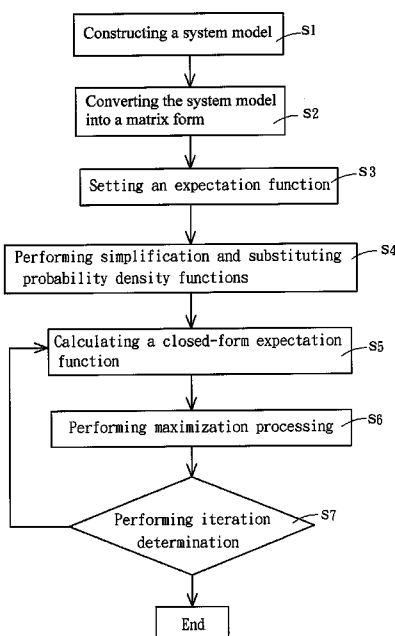 Constructing a system model
S1
Converting the system model
into a matrix form
S2
Setting an expectation function
S3
Performing simplification and substituting
probability density functions
S4
Calculating a closed-form expectation
function
S5
Performing maximization processing
S6
Performing iteration
determination
S7
End